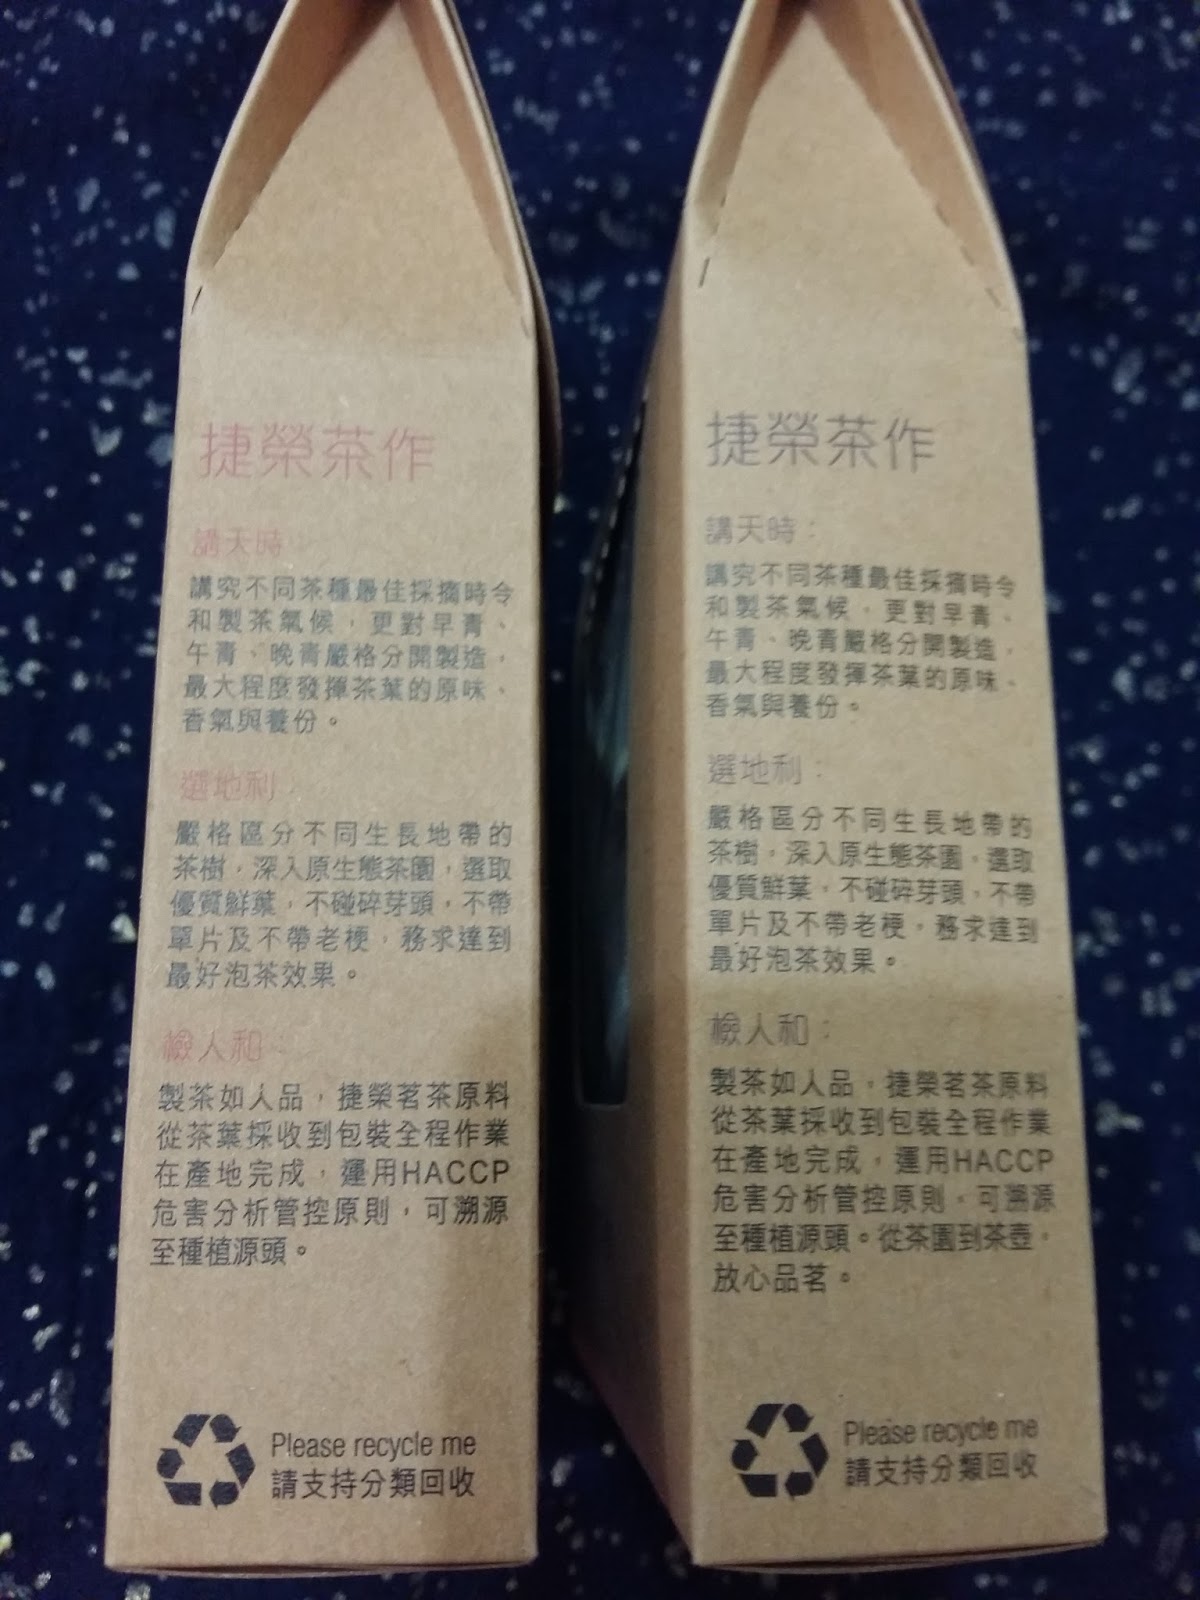 捷榮茶作
講天時：
講究不同茶種最佳採摘時令
和製茶氣候，更對早青、
午青、晚青嚴格分開製造，
最大程度發揮茶葉的原味、
香氣與養份。
選地利：
嚴格區分不同生長地帶的
茶樹，深入原生態茶園，選取
優質鮮葉，不碰碎芽頭，不帶
單片及不帶老梗，務求達到
最好泡茶效果。
檢人和：
製茶如人品，捷榮茗茶原料
從茶葉採收到包裝全程作業
在產地完成，運用HACCP
危害分析管控原則，可溯源
至種植源頭。
Please recycle me
請支持分類回收
捷榮茶作
講天時：
講究不同茶種最佳採摘時令
和製茶氣候，更對早青、
午青、晚青嚴格分開製造，
最大程度發揮茶葉的原味、
香氣與養份。
選地利：
嚴格區分不同生長地帶的
茶樹，深入原生態茶園，選取
優質鮮葉，不碰碎芽頭，不帶
單片及不帶老梗，務求達到
最好泡茶效果。
檢人和：
製茶如人品，捷榮茗茶原料
從茶葉採收到包裝全程作業
在產地完成，運用HACCP
危害分析管控原則，可溯源
至種植源頭。從茶園到茶壺，
放心品茗。
Please recycle me
請支持分類回收